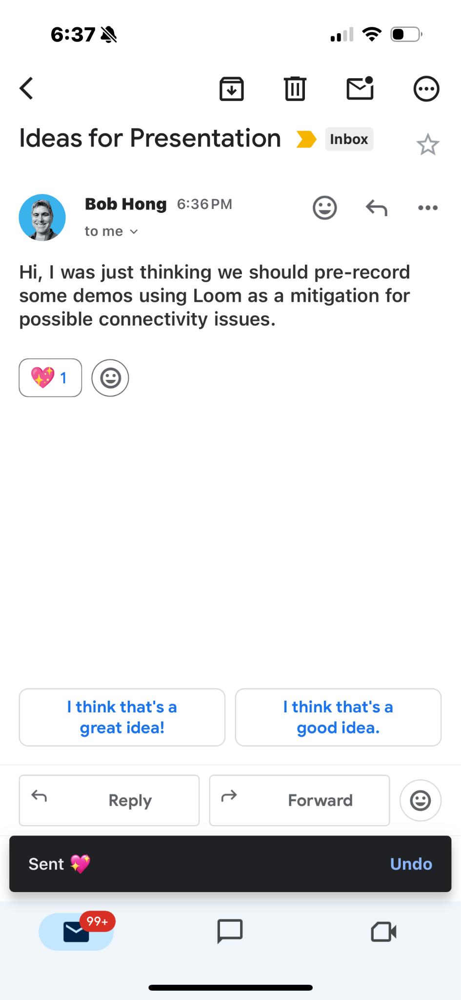 6:37
Ideas for Presentation Inbox
Bob Hong 6:36 PM
to me
Hi, I was just thinking we should pre-record
some demos using Loom as a mitigation for
possible connectivity issues.
💖 1
I think that's a
great idea!
I think that's a
good idea.
Reply
Forward
Sent 💖 Undo
99+